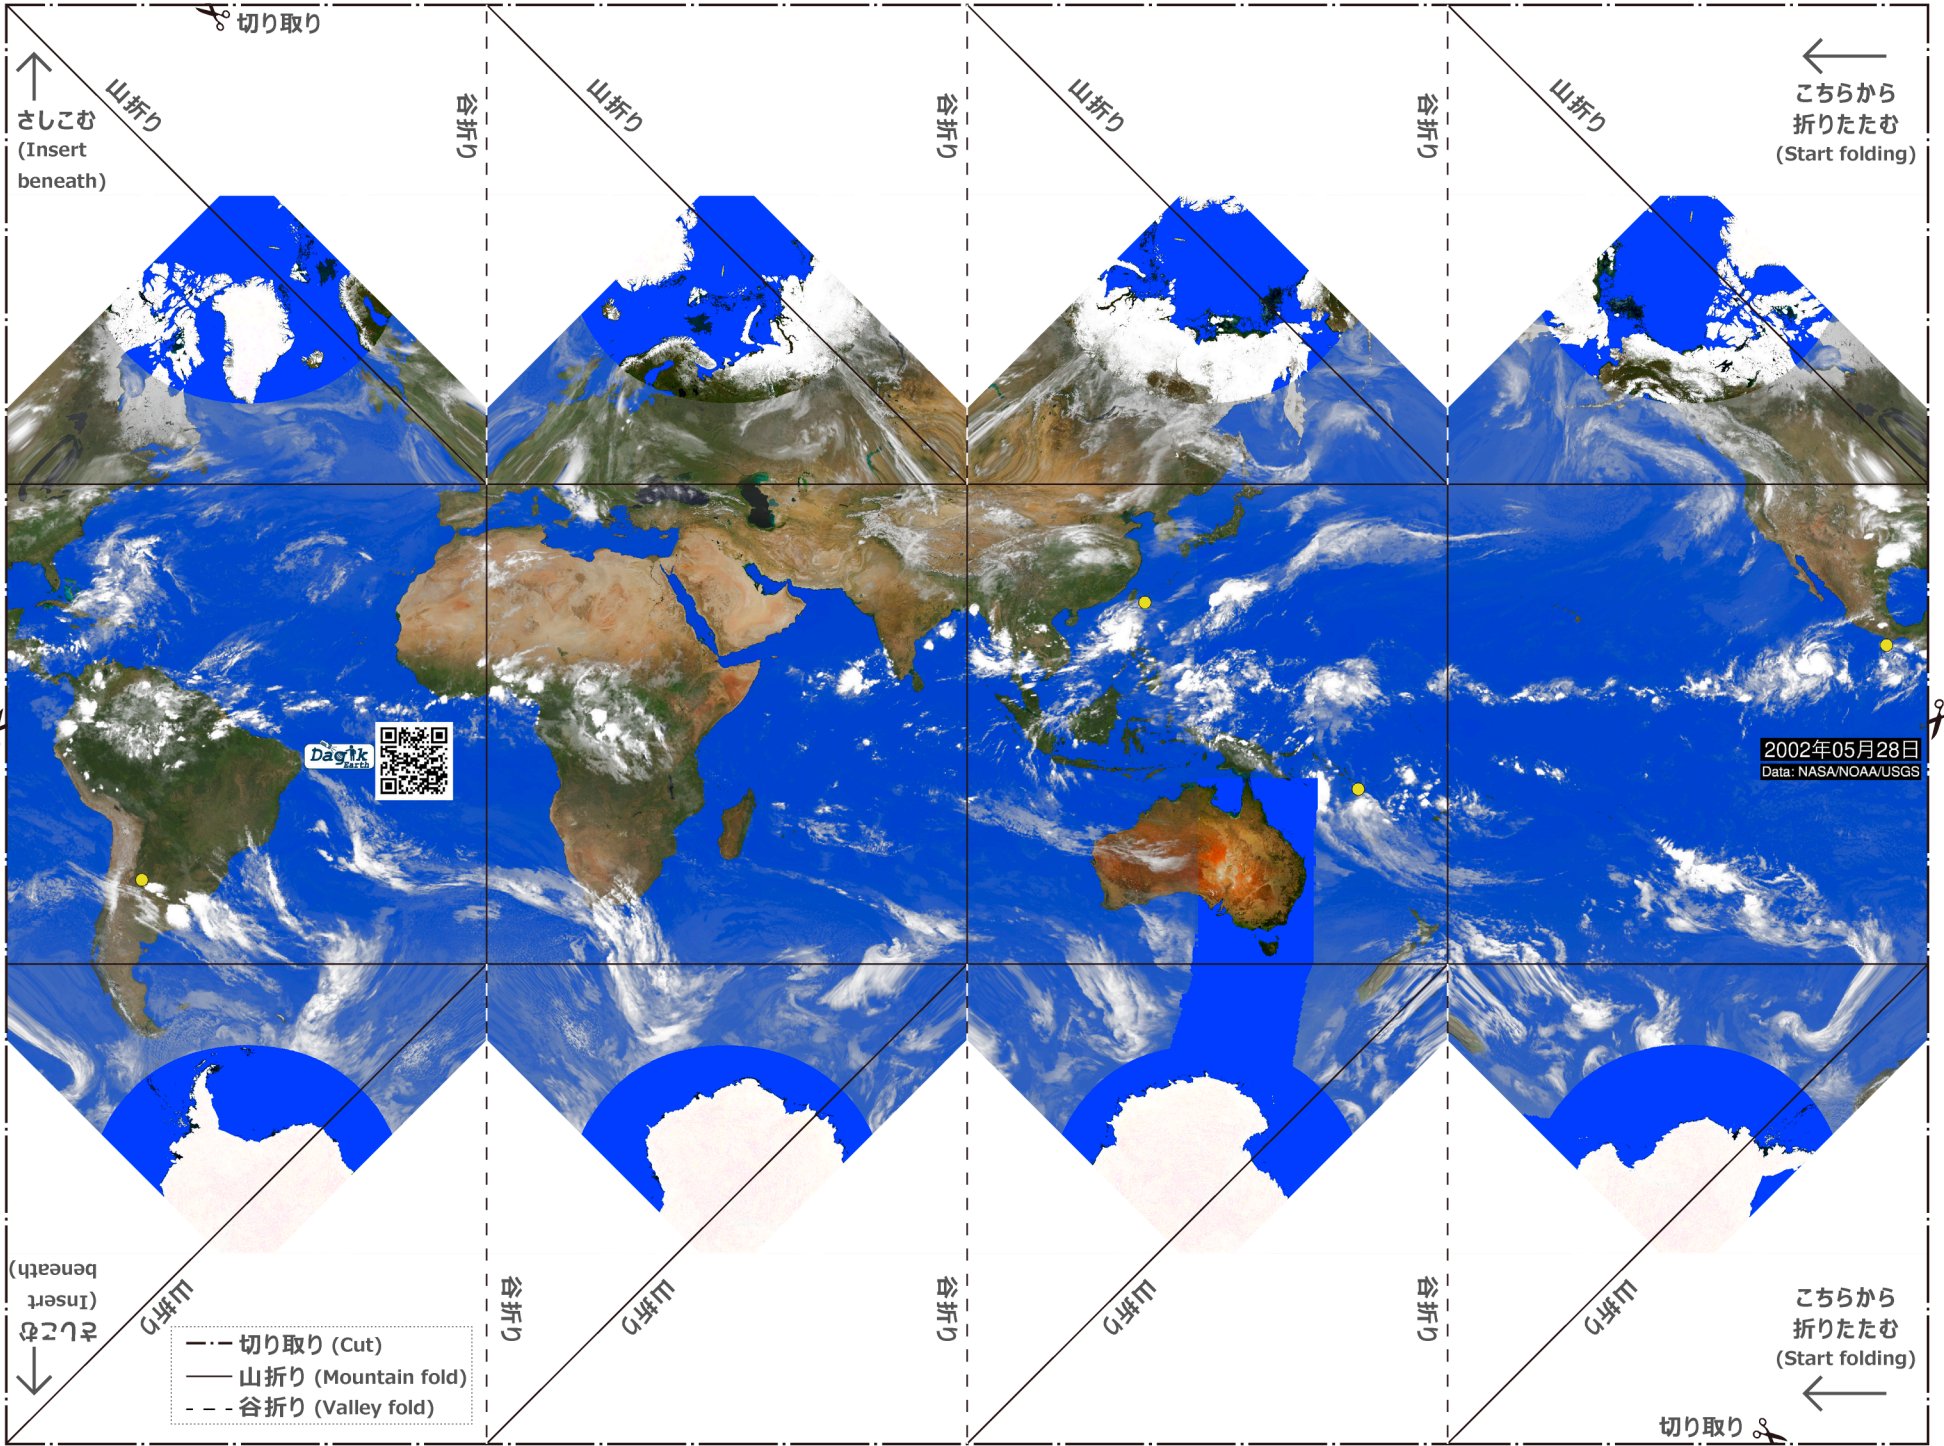 切り取り
山折り
山折り
山折り
山折り
谷折り
谷折り
谷折り
さしこむ
(Insert
beneath)
こちらから
折りたたむ
(Start folding)
Dagik
Earth
2002年05月28日
Data: NASA/NOAA/USGS
さしこむ
(Insert
beneath)
山折り
山折り
山折り
山折り
谷折り
谷折り
谷折り
切り取り (Cut)
山折り (Mountain fold)
谷折り (Valley fold)
こちらから
折りたたむ
(Start folding)
切り取り